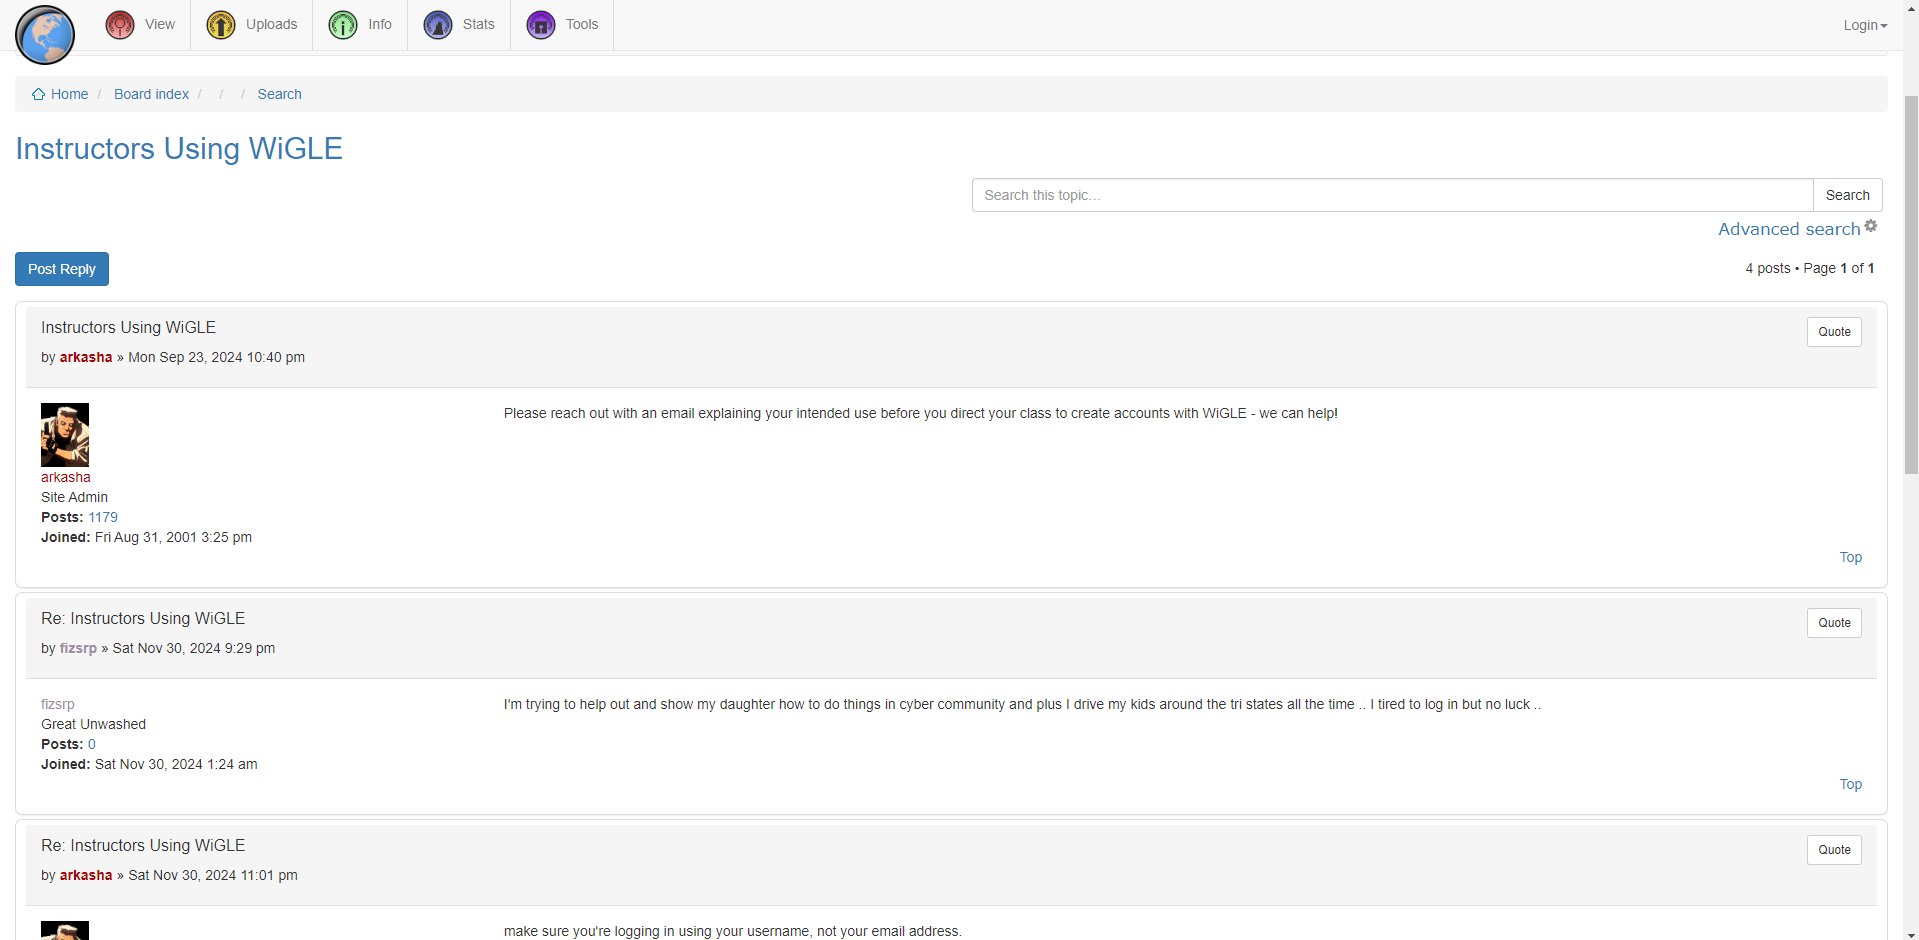 View Uploads Info Stats Tools Login
Home / Board index / / / Search
Instructors Using WiGLE
Search this topic... Search
Advanced search
Post Reply 4 posts • Page 1 of 1
Instructors Using WiGLE Quote
by arkasha » Mon Sep 23, 2024 10:40 pm
Please reach out with an email explaining your intended use before you direct your class to create accounts with WiGLE - we can help!
arkasha
Site Admin
Posts: 1179
Joined: Fri Aug 31, 2001 3:25 pm
Top
Re: Instructors Using WiGLE Quote
by fizsrp » Sat Nov 30, 2024 9:29 pm
fizsrp I'm trying to help out and show my daughter how to do things in cyber community and plus I drive my kids around the tri states all the time .. I tired to log in but no luck ..
Great Unwashed
Posts: 0
Joined: Sat Nov 30, 2024 1:24 am
Top
Re: Instructors Using WiGLE Quote
by arkasha » Sat Nov 30, 2024 11:01 pm
make sure you're logging in using your username, not your email address.